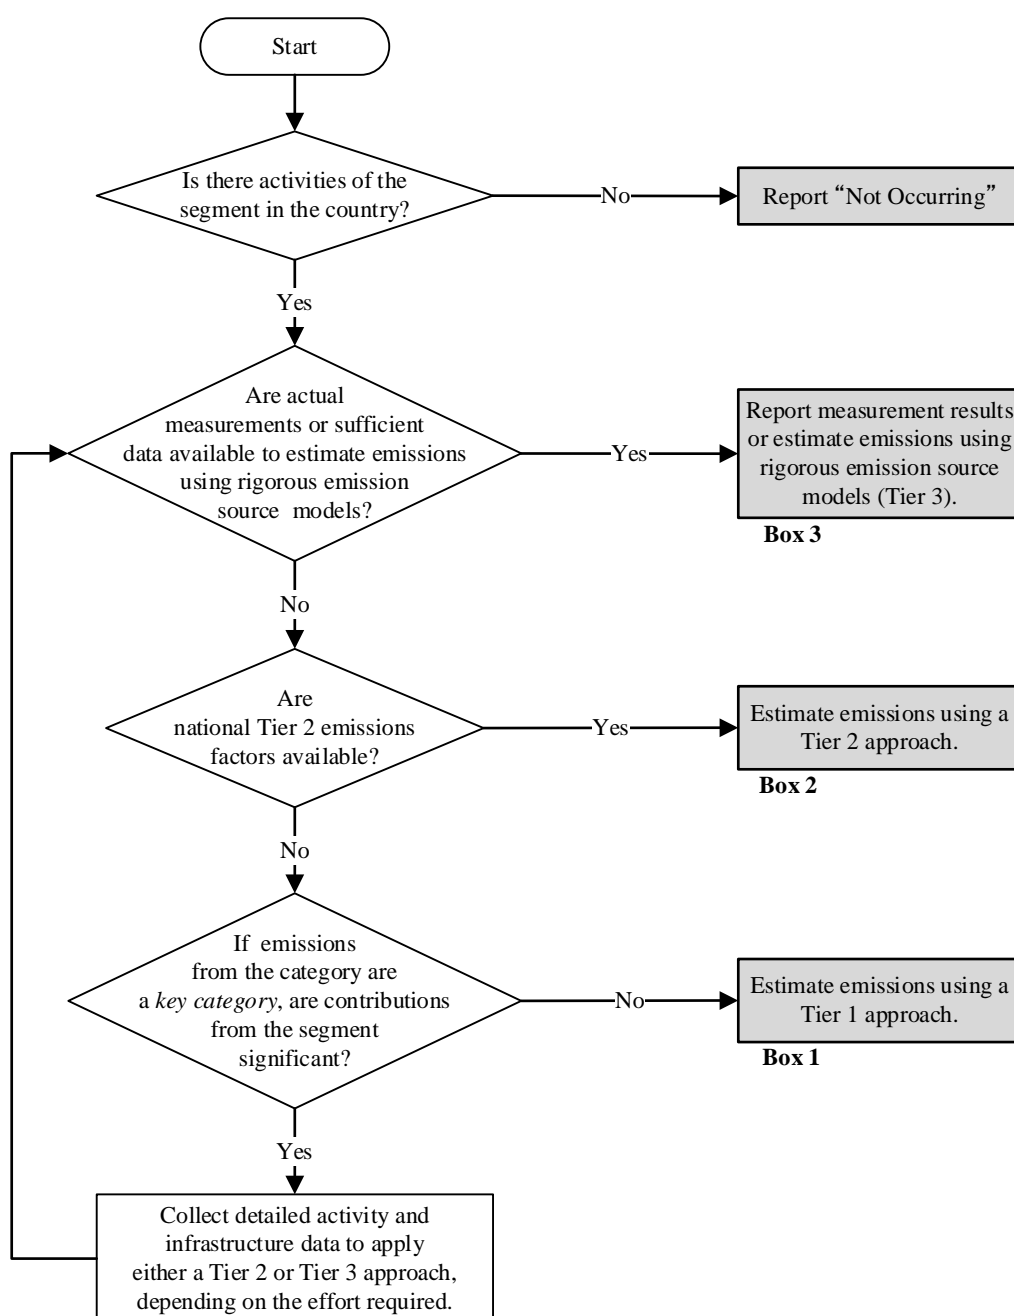 Start
Is there activities of the
segment in the country?
No
Report “Not Occurring”
Yes
Are actual
measurements or sufficient
data available to estimate emissions
using rigorous emission
source models?
Yes
Report measurement results
or estimate emissions using
rigorous emission source
models (Tier 3).
Box 3
No
Are
national Tier 2 emissions
factors available?
Yes
Estimate emissions using a
Tier 2 approach.
Box 2
No
If emissions
from the category are
a key category, are contributions
from the segment
significant?
No
Estimate emissions using a
Tier 1 approach.
Box 1
Yes
Collect detailed activity and
infrastructure data to apply
either a Tier 2 or Tier 3 approach,
depending on the effort required.